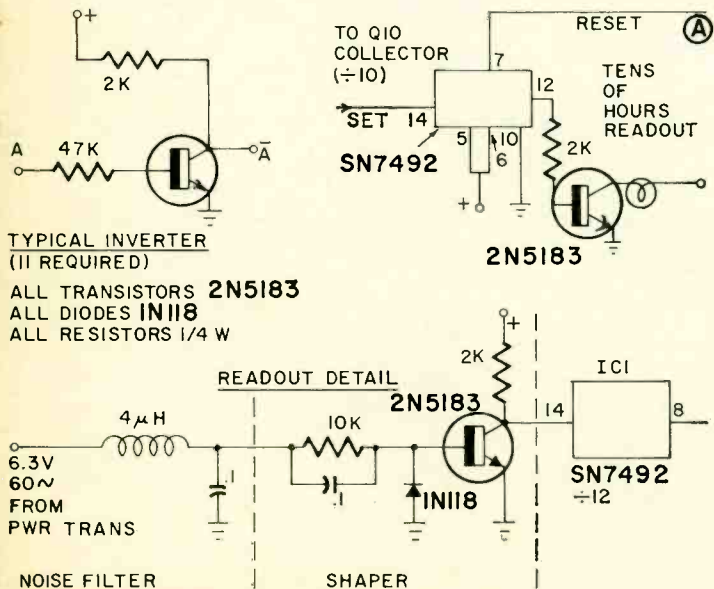 +
2K
A
47K
Ā
TYPICAL INVERTER
(11 REQUIRED)
ALL TRANSISTORS 2N5183
ALL DIODES 1N118
ALL RESISTORS 1/4 W
TO Q10
COLLECTOR
(÷10)
RESET
A
7
12
SET
14
5
10
6
SN7492
+
2K
TENS
OF
HOURS
READOUT
2N5183
READOUT DETAIL
4µH
6.3V
60~
FROM
PWR TRANS
.1
10K
.1
1N118
2N5183
2K
+
14
IC1
8
SN7492
÷12
NOISE FILTER
SHAPER